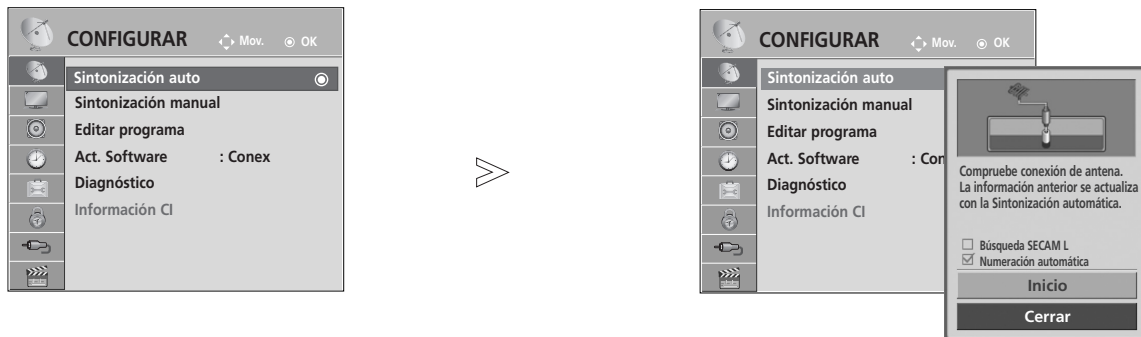 CONFIGURAR Mov. OK
Sintonización auto
Sintonización manual
Editar programa
Act. Software : Conex
Diagnóstico
Información CI
CONFIGURAR Mov. OK
Sintonización auto
Sintonización manual
Editar programa
Act. Software : Con
Diagnóstico
Información CI
Compruebe conexión de antena.
La información anterior se actualiza
con la Sintonización automática.
Búsqueda SECAM L
Numeración automática
Inicio
Cerrar